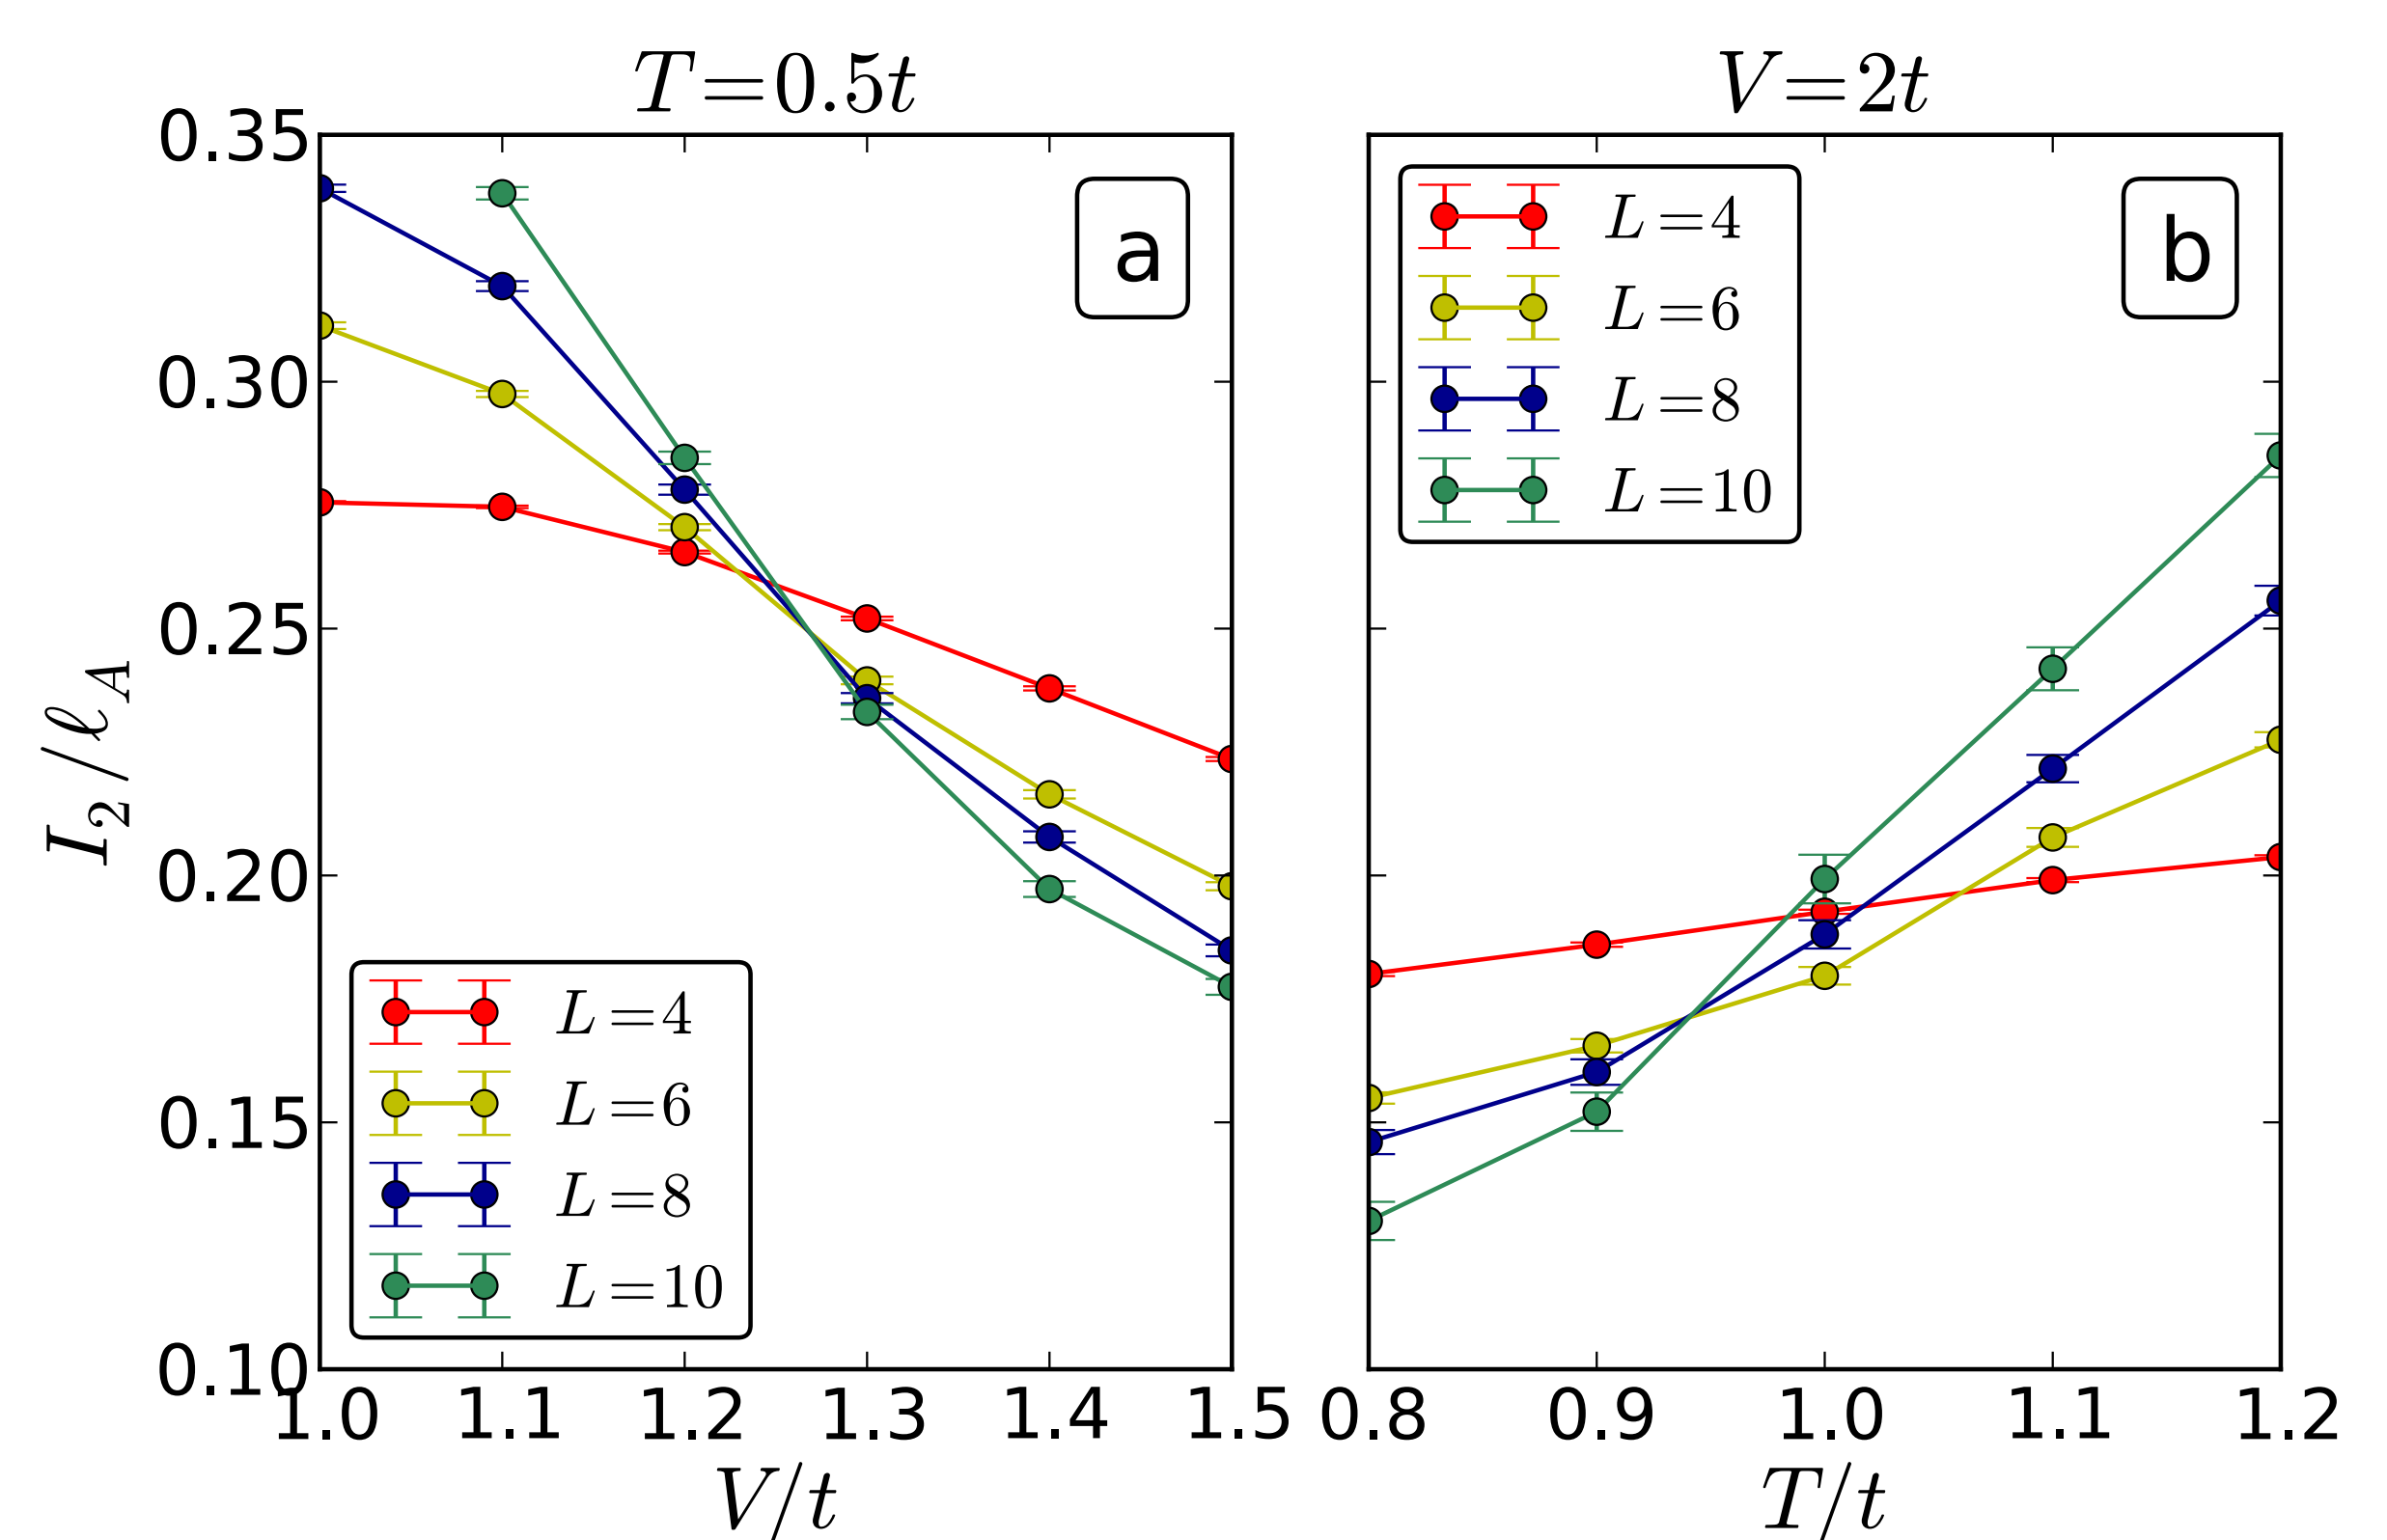 T=0.5t
V=2t
0.35
0.30
0.25
0.20
0.15
0.10
I₂/ℓ_A
a
L=4
L=6
L=8
L=10
1.0 1.1 1.2 1.3 1.4 1.5
V/t
b
L=4
L=6
L=8
L=10
0.8 0.9 1.0 1.1 1.2
T/t